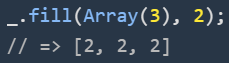 _.fill(Array(3), 2);
// => [2, 2, 2]